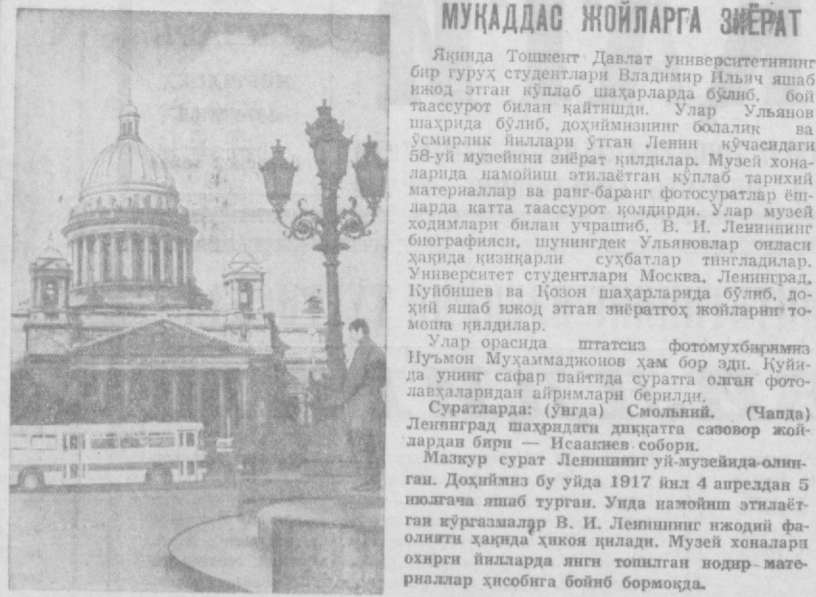 МУҚАДДАС ЖОЙЛАРГА ЗИЁРАТ
Яқинда Тошкент Давлат университетининг
бир гуруҳ студентлари Владимир Ильич яшаб
ижод этган кўплаб шаҳарларда бўлиб, бой
таассурот билан қайтишди. Улар Ульянов
шаҳрида бўлиб, доҳиймизнинг болалик ва
ўсмирлик йиллари ўтган Ленин кўчасидаги
58-уй музейини зиёрат қилдилар. Музей хона-
ларида намойиш этилаётган кўплаб тарихий
материаллар ва ранг-баранг фотосуратлар ёш-
ларда катта таассурот қолдирди. Улар музей
ходимлари билан учрашиб, В. И. Лениннинг
биографияси, шунингдек Ульяновлар оиласи
ҳақида қизиқарли суҳбатлар тингладилар.
Университет студентлари Москва, Ленинград,
Куйбишев ва Қозон шаҳарларида бўлиб, до-
ҳий яшаб ижод этган зиёратгоҳ жойларни то-
моша қилдилар.
Улар орасида штатсиз фотомухбиримиз
Нуъмон Муҳаммаджонов ҳам бор эди. Қуйи-
да унинг сафар пайтида суратга олган фото-
лавҳаларидан айримлари берилди.
Суратларда: (ўнгда) Смольний. (Чапда)
Ленинград шаҳридаги диққатга сазовор жой-
лардан бири — Исаакиев собори.
Мазкур сурат Лениннинг уй-музейида олин-
ган. Доҳиймиз бу уйда 1917 йил 4 апрелдан 5
июлгача яшаб турган. Унда намойиш этилаёт-
ган кўргазмалар В. И. Лениннинг ижодий фа-
олияти ҳақида ҳикоя қилади. Музей хоналари
охирги йилларда янги топилган нодир мате-
риаллар ҳисобига бойиб бормоқда.